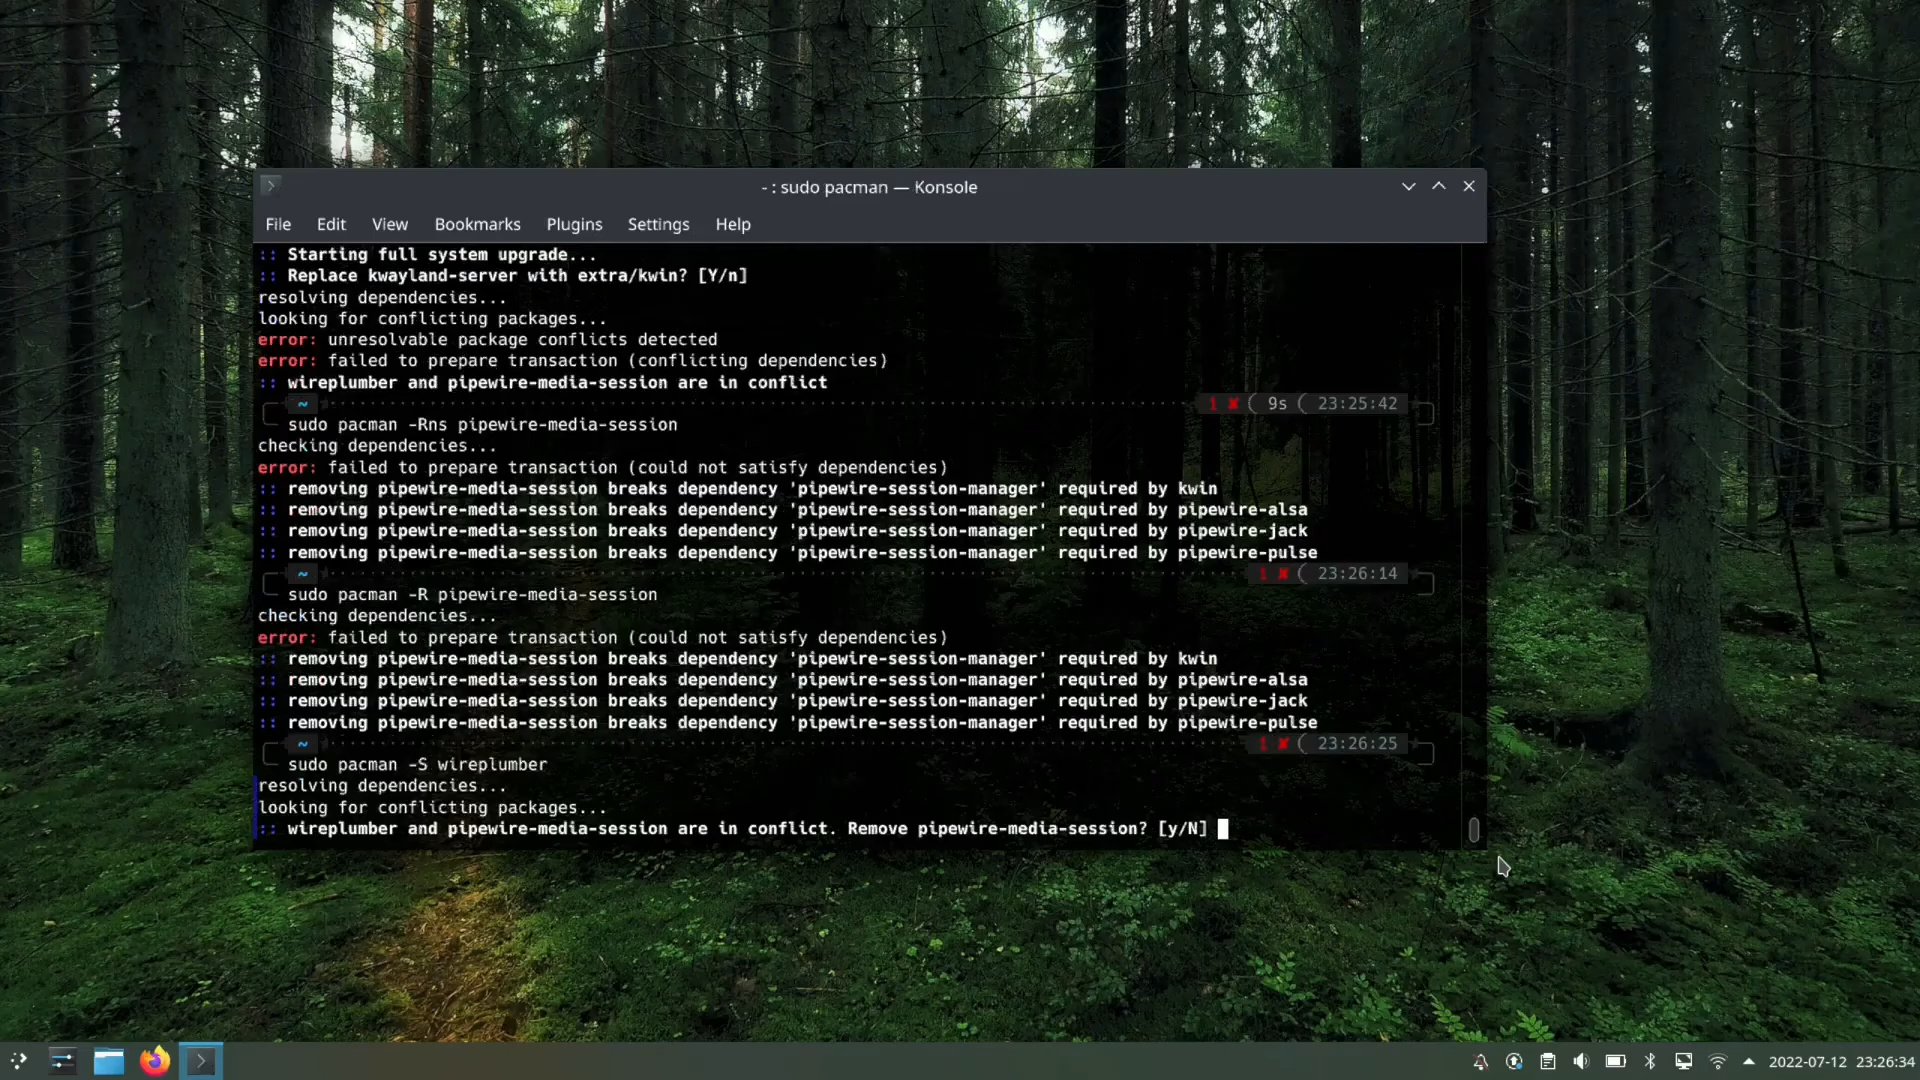 - : sudo pacman — Konsole
File Edit View Bookmarks Plugins Settings Help
:: Starting full system upgrade...
:: Replace kwayland-server with extra/kwin? [Y/n]
resolving dependencies...
looking for conflicting packages...
error: unresolvable package conflicts detected
error: failed to prepare transaction (conflicting dependencies)
:: wireplumber and pipewire-media-session are in conflict
~ 1 ✘ ( 9s ( 23:25:42
sudo pacman -Rns pipewire-media-session
checking dependencies...
error: failed to prepare transaction (could not satisfy dependencies)
:: removing pipewire-media-session breaks dependency 'pipewire-session-manager' required by kwin
:: removing pipewire-media-session breaks dependency 'pipewire-session-manager' required by pipewire-alsa
:: removing pipewire-media-session breaks dependency 'pipewire-session-manager' required by pipewire-jack
:: removing pipewire-media-session breaks dependency 'pipewire-session-manager' required by pipewire-pulse
~ 1 ✘ ( 23:26:14
sudo pacman -R pipewire-media-session
checking dependencies...
error: failed to prepare transaction (could not satisfy dependencies)
:: removing pipewire-media-session breaks dependency 'pipewire-session-manager' required by kwin
:: removing pipewire-media-session breaks dependency 'pipewire-session-manager' required by pipewire-alsa
:: removing pipewire-media-session breaks dependency 'pipewire-session-manager' required by pipewire-jack
:: removing pipewire-media-session breaks dependency 'pipewire-session-manager' required by pipewire-pulse
~ 1 ✘ ( 23:26:25
sudo pacman -S wireplumber
resolving dependencies...
looking for conflicting packages...
:: wireplumber and pipewire-media-session are in conflict. Remove pipewire-media-session? [y/N]
2022-07-12 23:26:34